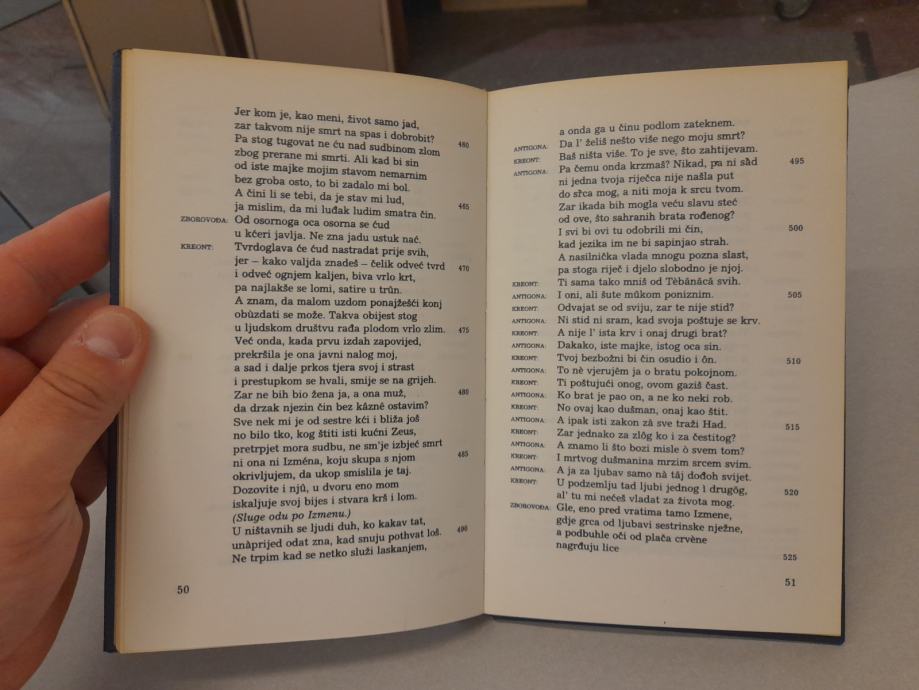 Jer kom je, kao meni, život samo jad,
zar takvom nije smrt na spas i dobrobit?
Pa stog tugovat ne ću nad sudbinom zlom 480
zbog prerane mi smrti. Ali kad bi sin
od iste majke mojim stavom nemarnim
bez groba osto, to bi zadalo mi bol.
A čini li se tebi, da je stav mi lud,
ja mislim, da mi luđak ludim smatra čin. 465
ZBOROVOĐA: Od osornoga oca osorna se ćud
u kćeri javlja. Ne zna jadu ustuk nać.
KREONT: Tvrdoglava će ćud nastradat prije svih,
jer – kako valjda znadeš – čelik odveć tvrd 470
i odveć ognjem kaljen, biva vrlo krt,
pa najlakše se lomi, satire u trûn.
A znam, da malom uzdom ponajžešći konj
obùzdati se može. Takva obijest stog
u ljudskom društvu rađa plodom vrlo zlim. 475
Već onda, kada prvu izdah zapovijed,
prekršila je ona javni nalog moj,
a sad i dalje prkos tjera svoj i strast
i prestupkom se hvali, smije se na grijeh.
Zar ne bih bio žena ja, a ona muž, 480
da drzak njezin čin bez kâznê ostavim?
Sve nek mi je od sestre kći i bliža još
no bilo tko, kog štiti isti kućni Zeus,
pretrpjet mora sudbu, ne sm'je izbjeć smrt
ni ona ni Izména, koju skupa s njom 485
okrivljujem, da ukop smislila je taj.
Dozovite i njû, u dvoru eno mom
iskaljuje svoj bijes i stvara krš i lom.
(Sluge odu po Izmenu.)
U ništavnih se ljudi duh, ko kakav tat,
unàprijed odat zna, kad snuju pothvat loš. 490
Ne trpim kad se netko služi laskanjem,
50
a onda ga u činu podlom zateknem.
ANTIGONA: Da l' želiš nešto više nego moju smrt?
KREONT: Baš ništa više. To je sve, što zahtijevam.
ANTIGONA: Pa čemu onda krzmaš? Nikad, pa ni sàd 495
ni jedna tvoja riječca nije našla put
do srca mog, a niti moja k srcu tvom.
Zar ikada bih mogla veću slavu steć
od ove, što sahranih brata rođenog?
I svi bi ovi tu odobrili mi čin, 500
kad jezika im ne bi sapinjao strah.
A nasilnička vlada mnogu pozna slast,
pa stoga riječ i djelo slobodno je njoj.
KREONT: Ti sama tako mniš od Tèbânâcâ svih.
ANTIGONA: I oni, ali šute mûkom poniznim. 505
KREONT: Odvajat se od sviju, zar te nije stid?
ANTIGONA: Ni stid ni sram, kad svoja poštuje se krv.
KREONT: A nije l' ista krv i onaj drugi brat?
ANTIGONA: Dakako, iste majke, istog oca sin.
KREONT: Tvoj bezbožni bi čin osudio i ôn. 510
ANTIGONA: To nè vjerujêm ja o bratu pokojnom.
KREONT: Ti poštujući onog, ovom gaziš čast.
ANTIGONA: Ko brat je pao on, a ne ko neki rob.
KREONT: No ovaj kao dušman, onaj kao štit.
ANTIGONA: A ipak isti zakon zà sve traži Had. 515
KREONT: Zar jednako za zlôg ko i za čestitog?
ANTIGONA: A znamo li što bozi misle ò svem tom?
KREONT: I mrtvog dušmanina mrzim srcem svim.
ANTIGONA: A ja za ljubav samo nà tâj dođoh svijet.
KREONT: U podzemlju tad ljubi jednog ì drugôg, 520
al' tu mi nećeš vladat za života mog.
ZBOROVOĐA: Gle, eno pred vratima tamo Izmene,
gdje grca od ljubavi sestrinske nježne,
a podbuhle oči od plača crvène
nagrđuju lice 525
51